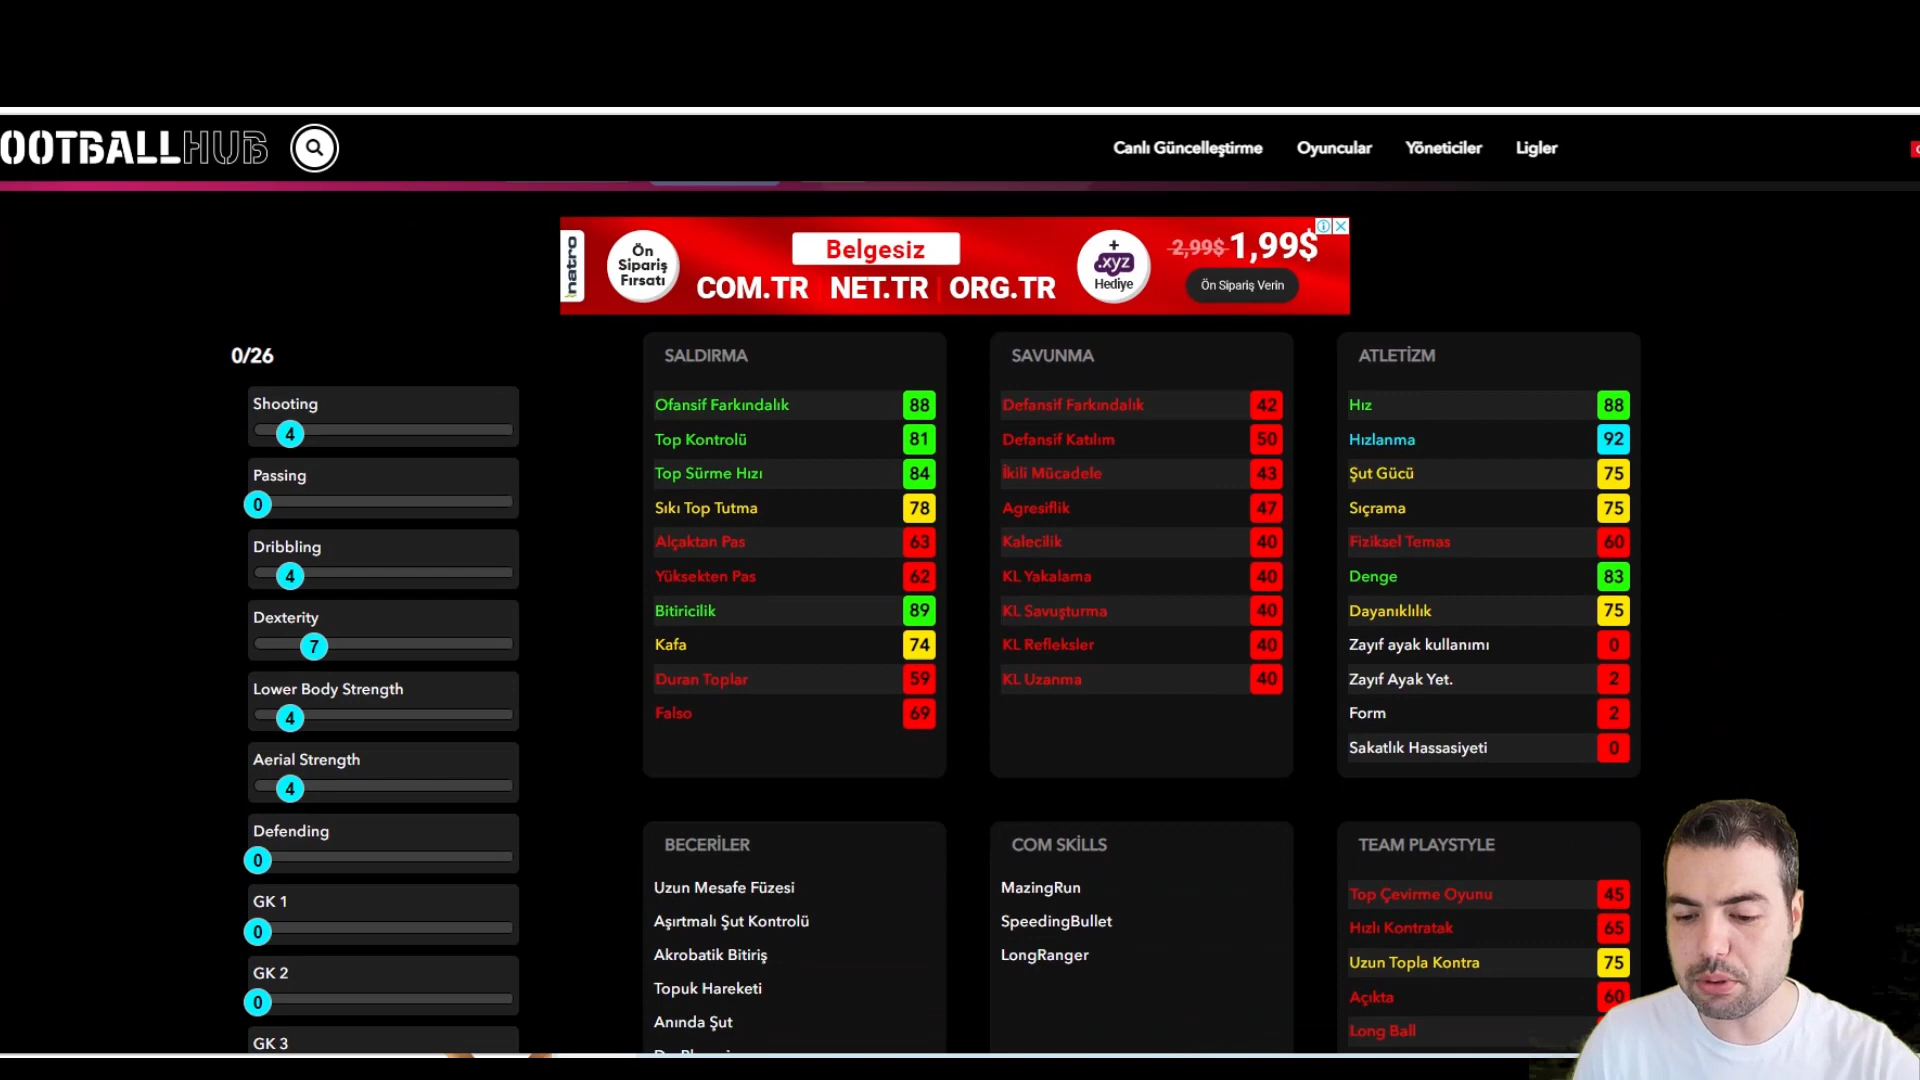 OOTBALLHUB
Canlı Güncelleştirme
Oyuncular
Yöneticiler
Ligler
natro
Ön
Sipariş
Fırsatı
Belgesiz
COM.TR | NET.TR | ORG.TR
+
.xyz
Hediye
2,99$ 1,99$
Ön Sipariş Verin
0/26
Shooting
4
Passing
0
Dribbling
4
Dexterity
7
Lower Body Strength
4
Aerial Strength
4
Defending
0
GK 1
0
GK 2
0
GK 3
SALDIRMA
Ofansif Farkındalık 88
Top Kontrolü 81
Top Sürme Hızı 84
Sıkı Top Tutma 78
Alçaktan Pas 63
Yüksekten Pas 62
Bitiricilik 89
Kafa 74
Duran Toplar 59
Falso 69
SAVUNMA
Defansif Farkındalık 42
Defansif Katılım 50
İkili Mücadele 43
Agresiflik 47
Kalecilik 40
KL Yakalama 40
KL Savuşturma 40
KL Refleksler 40
KL Uzanma 40
ATLETİZM
Hız 88
Hızlanma 92
Şut Gücü 75
Sıçrama 75
Fiziksel Temas 60
Denge 83
Dayanıklılık 75
Zayıf ayak kullanımı 0
Zayıf Ayak Yet. 2
Form 2
Sakatlık Hassasiyeti 0
BECERİLER
Uzun Mesafe Füzesi
Aşırtmalı Şut Kontrolü
Akrobatik Bitiriş
Topuk Hareketi
Anında Şut
COM SKILLS
MazingRun
SpeedingBullet
LongRanger
TEAM PLAYSTYLE
Top Çevirme Oyunu 45
Hızlı Kontratak 65
Uzun Topla Kontra 75
Açıkta 60
Long Ball